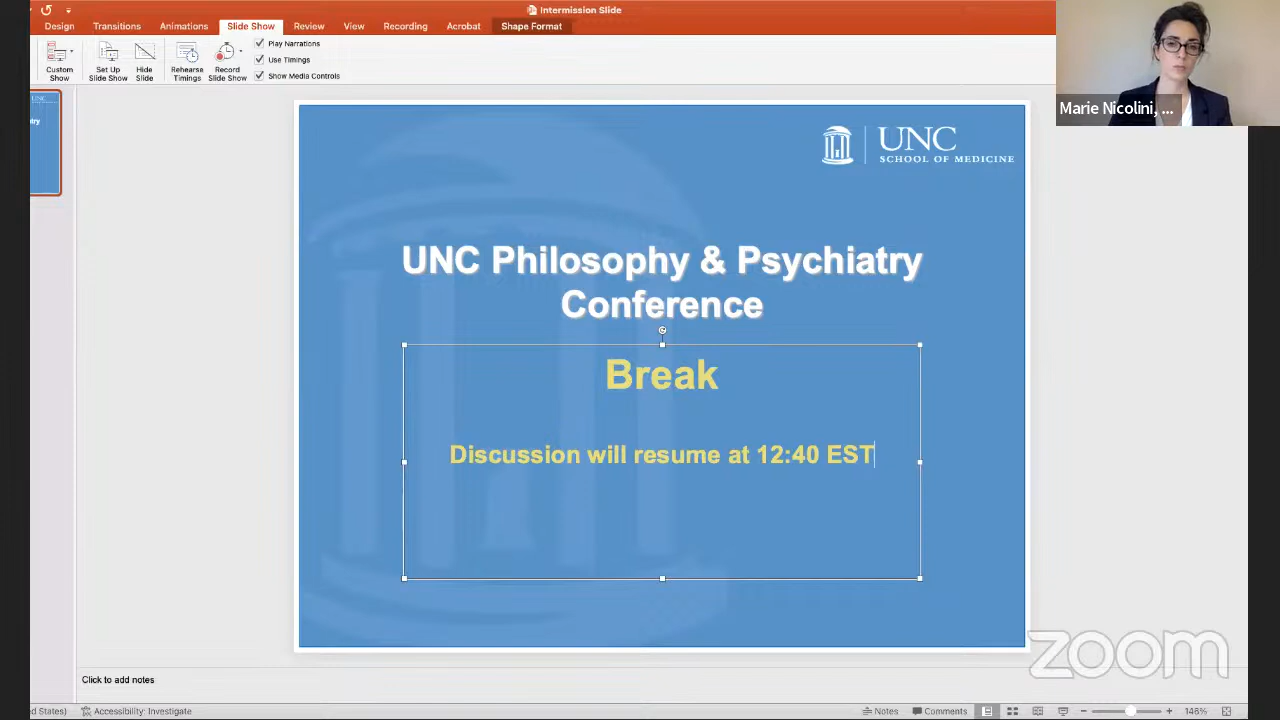 Intermission Slide
Design Transitions Animations Slide Show Review View Recording Acrobat Shape Format
Custom Show
Set Up Slide Show
Hide Slide
Rehearse Timings
Record Slide Show
Play Narrations
Use Timings
Show Media Controls
Marie Nicolini, ...
UNC
SCHOOL OF MEDICINE
UNC Philosophy & Psychiatry
Conference
Break
Discussion will resume at 12:40 EST
zoom
Click to add notes
d States) Accessibility: Investigate Notes Comments 146%